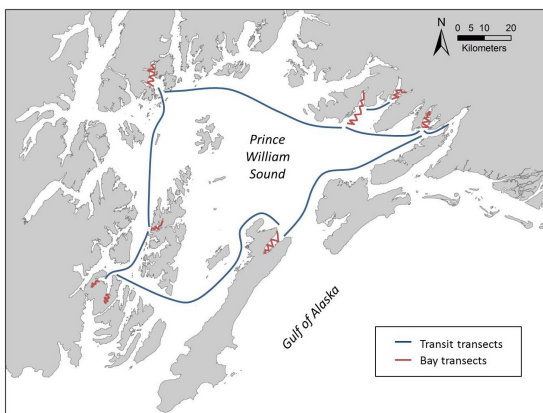 N
0 5 10 20
Kilometers
Prince
William
Sound
Gulf of Alaska
Transit transects
Bay transects